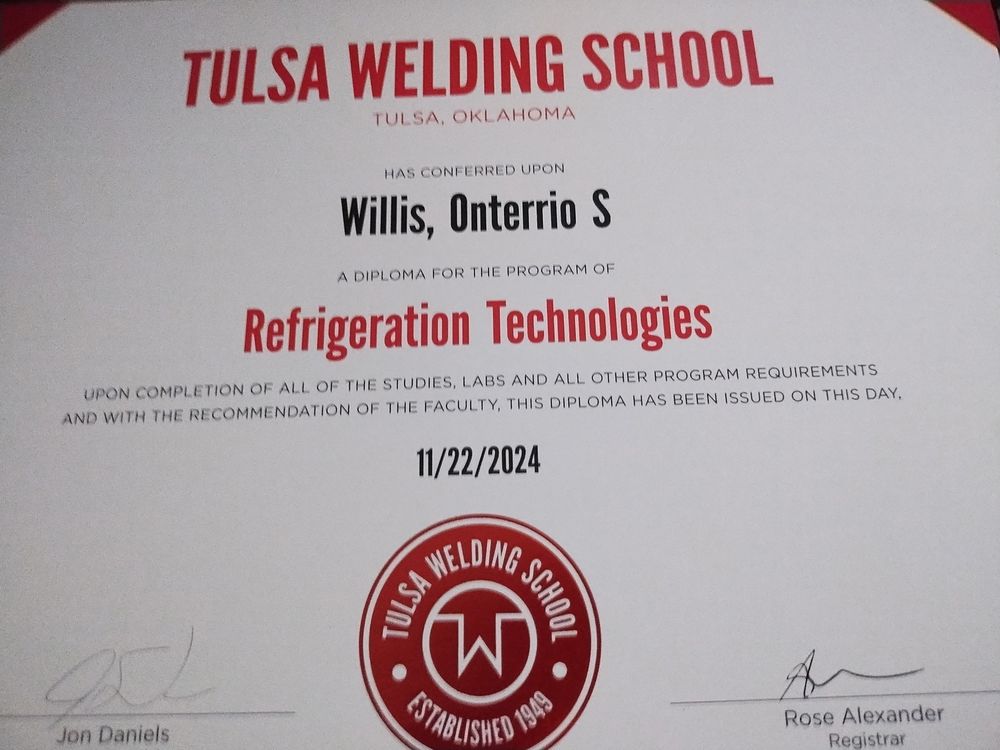 TULSA WELDING SCHOOL
TULSA, OKLAHOMA
HAS CONFERRED UPON
Willis, Onterrio S
A DIPLOMA FOR THE PROGRAM OF
Refrigeration Technologies
UPON COMPLETION OF ALL OF THE STUDIES, LABS AND ALL OTHER PROGRAM REQUIREMENTS
AND WITH THE RECOMMENDATION OF THE FACULTY, THIS DIPLOMA HAS BEEN ISSUED ON THIS DAY,
11/22/2024
TULSA WELDING SCHOOL
TW
ESTABLISHED 1949
Jon Daniels
Rose Alexander
Registrar